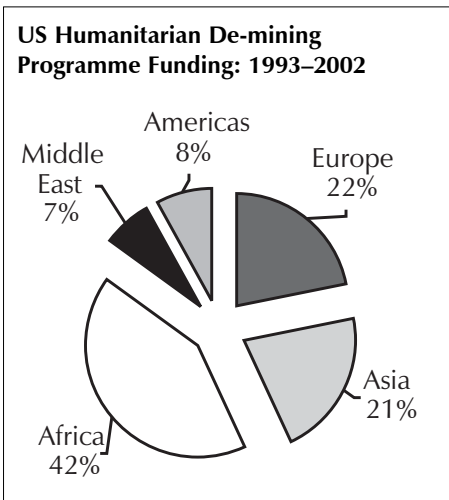 US Humanitarian De-mining
Programme Funding: 1993–2002
Americas
8%
Middle
East
7%
Europe
22%
Asia
21%
Africa
42%